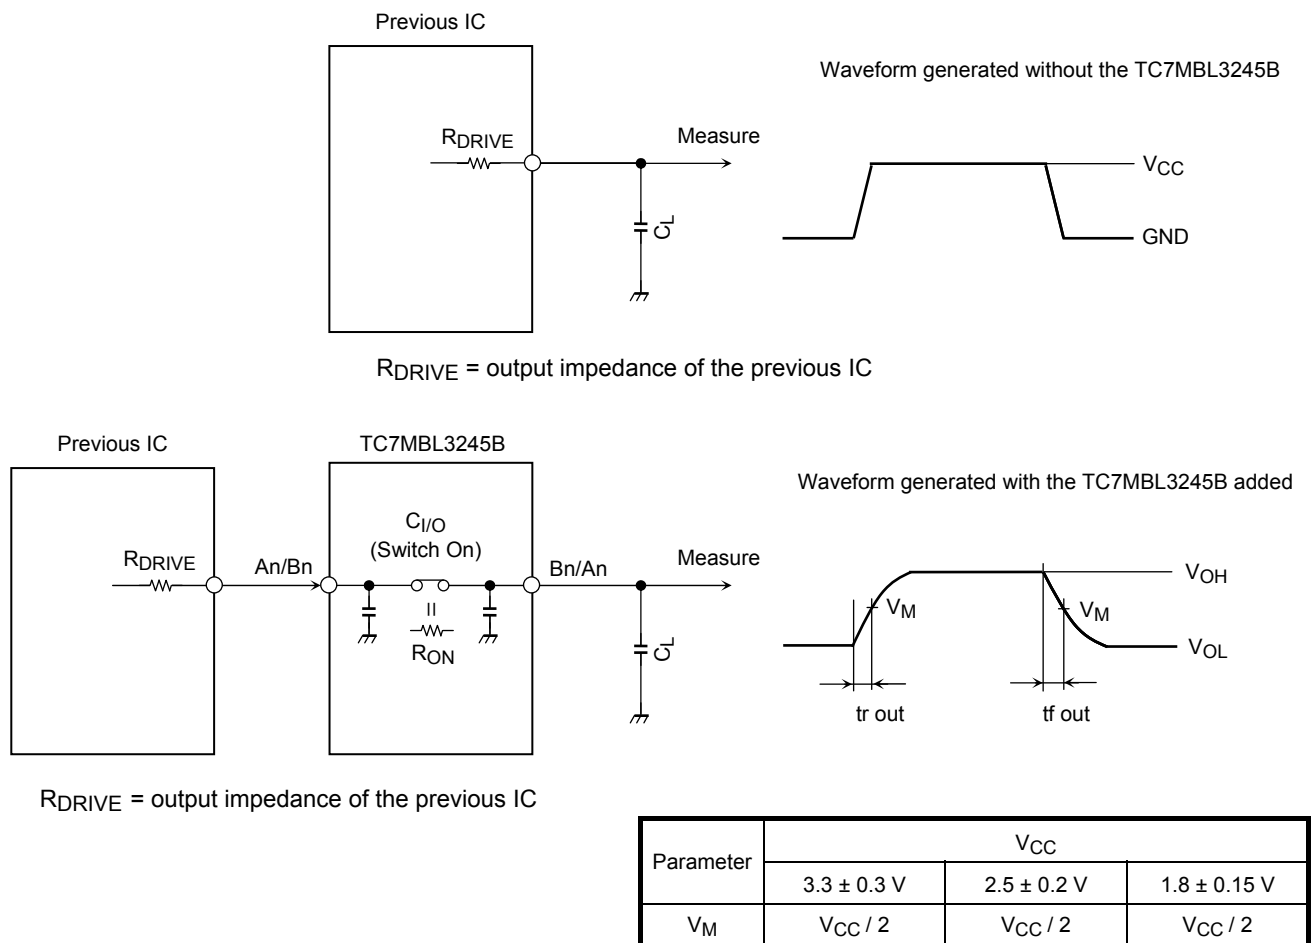 Previous IC
Waveform generated without the TC7MBL3245B
RDRIVE
Measure
VCC
CL
GND
RDRIVE = output impedance of the previous IC
Previous IC
TC7MBL3245B
Waveform generated with the TC7MBL3245B added
CI/O
(Switch On)
RDRIVE
An/Bn
Bn/An
Measure
VOH
VM
VM
RON
CL
VOL
tr out
tf out
RDRIVE = output impedance of the previous IC
Parameter
VCC
3.3 ± 0.3 V
2.5 ± 0.2 V
1.8 ± 0.15 V
VM
VCC / 2
VCC / 2
VCC / 2